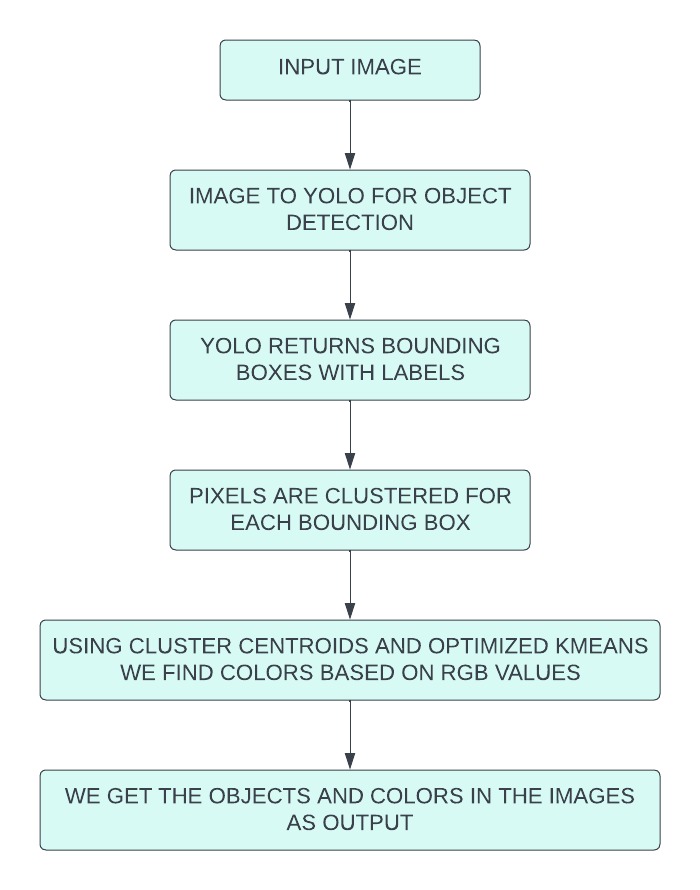 INPUT IMAGE
IMAGE TO YOLO FOR OBJECT
DETECTION
YOLO RETURNS BOUNDING
BOXES WITH LABELS
PIXELS ARE CLUSTERED FOR
EACH BOUNDING BOX
USING CLUSTER CENTROIDS AND OPTIMIZED KMEANS
WE FIND COLORS BASED ON RGB VALUES
WE GET THE OBJECTS AND COLORS IN THE IMAGES
AS OUTPUT